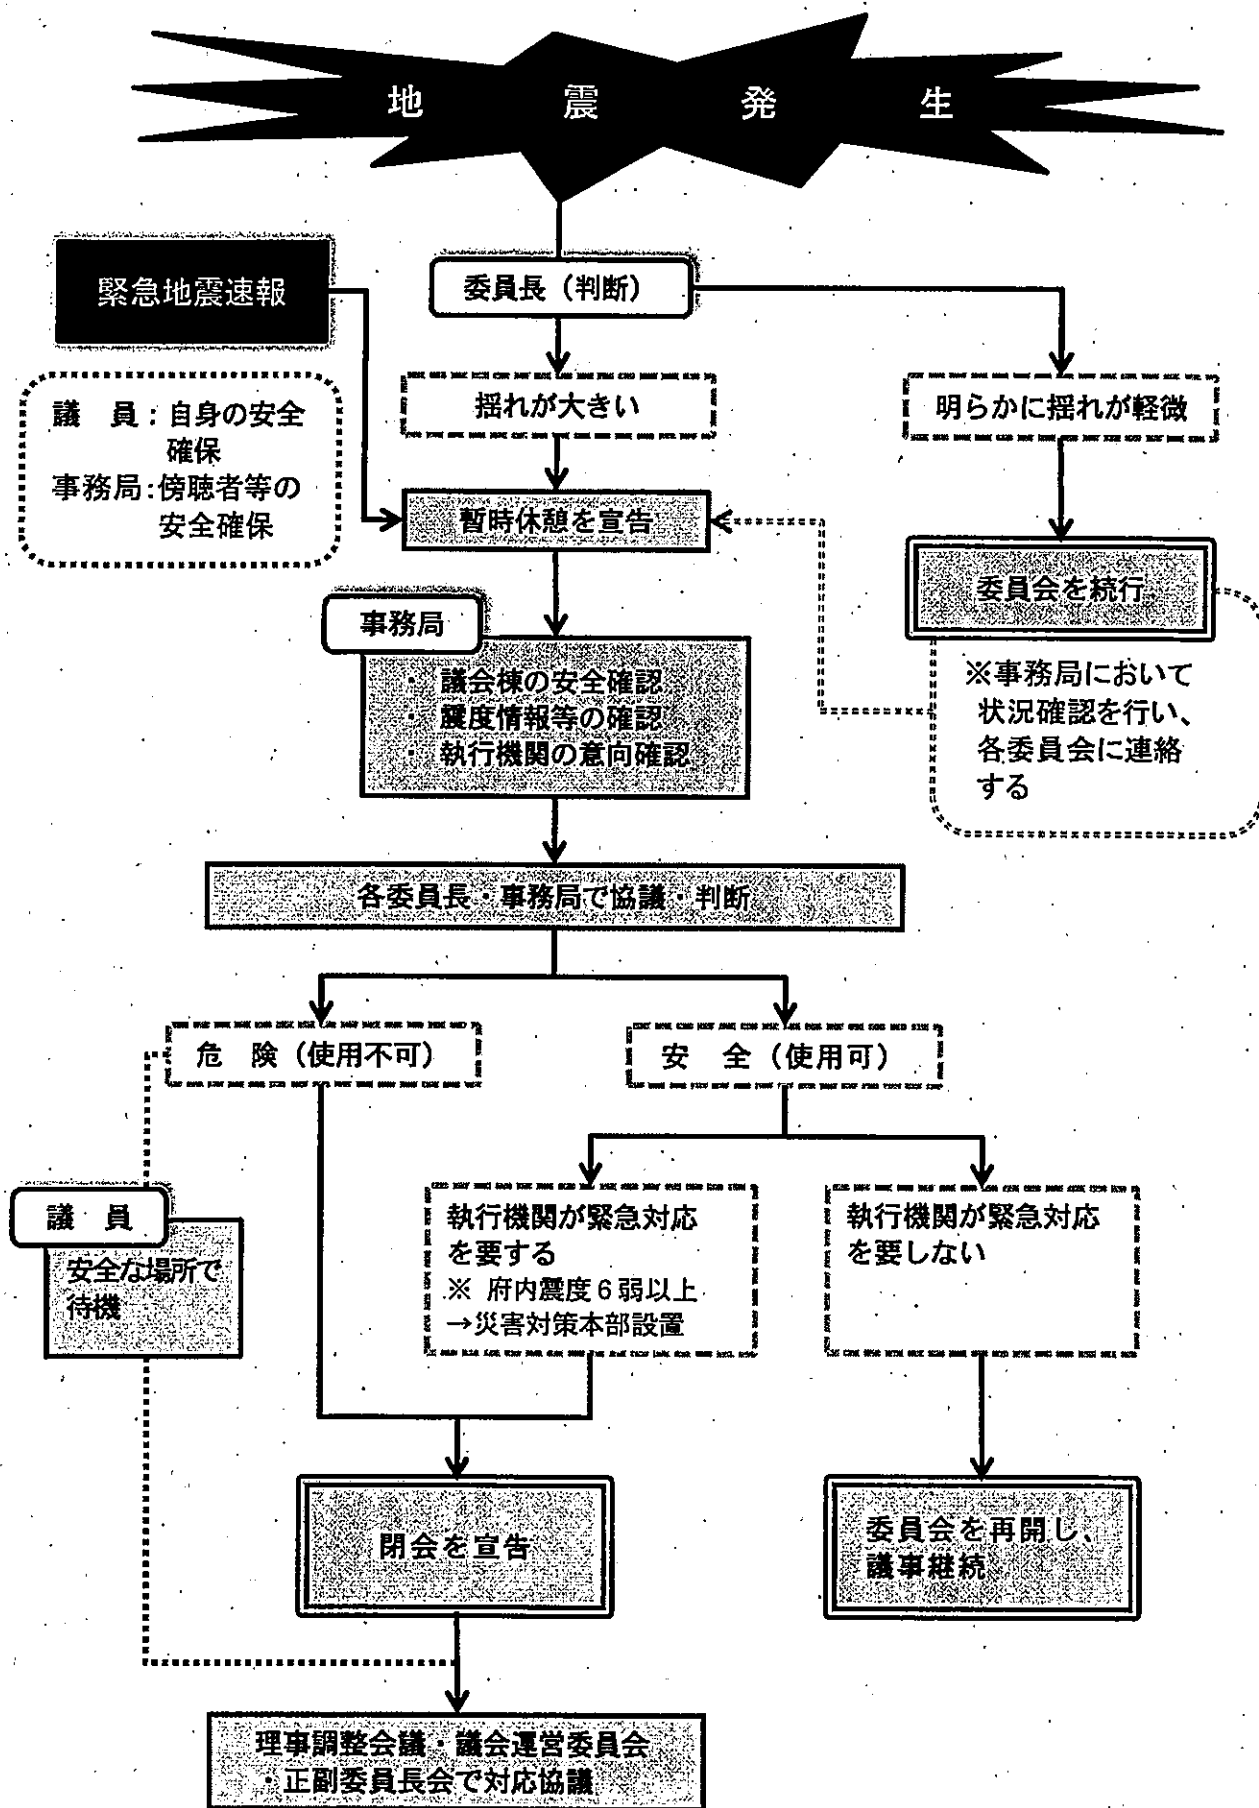 地震発生
緊急地震速報
委員長（判断）
揺れが大きい
明らかに揺れが軽微
議　員：自身の安全
確保
事務局：傍聴者等の
安全確保
暫時休憩を宣告
委員会を続行
※事務局において
状況確認を行い、
各委員会に連絡
する
事務局
・　議会棟の安全確認
・　震度情報等の確認
・　執行機関の意向確認
各委員長・事務局で協議・判断
危　険（使用不可）
安　全（使用可）
議　員
安全な場所で
待機
執行機関が緊急対応
を要する
※ 府内震度６弱以上
→災害対策本部設置
執行機関が緊急対応
を要しない
閉会を宣告
委員会を再開し、
議事継続
理事調整会議・議会運営委員会
・正副委員長会で対応協議